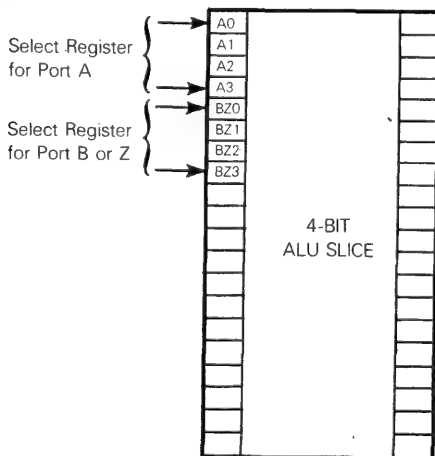 Select Register
for Port A
Select Register
for Port B or Z
A0
A1
A2
A3
BZ0
BZ1
BZ2
BZ3
4-BIT
ALU SLICE